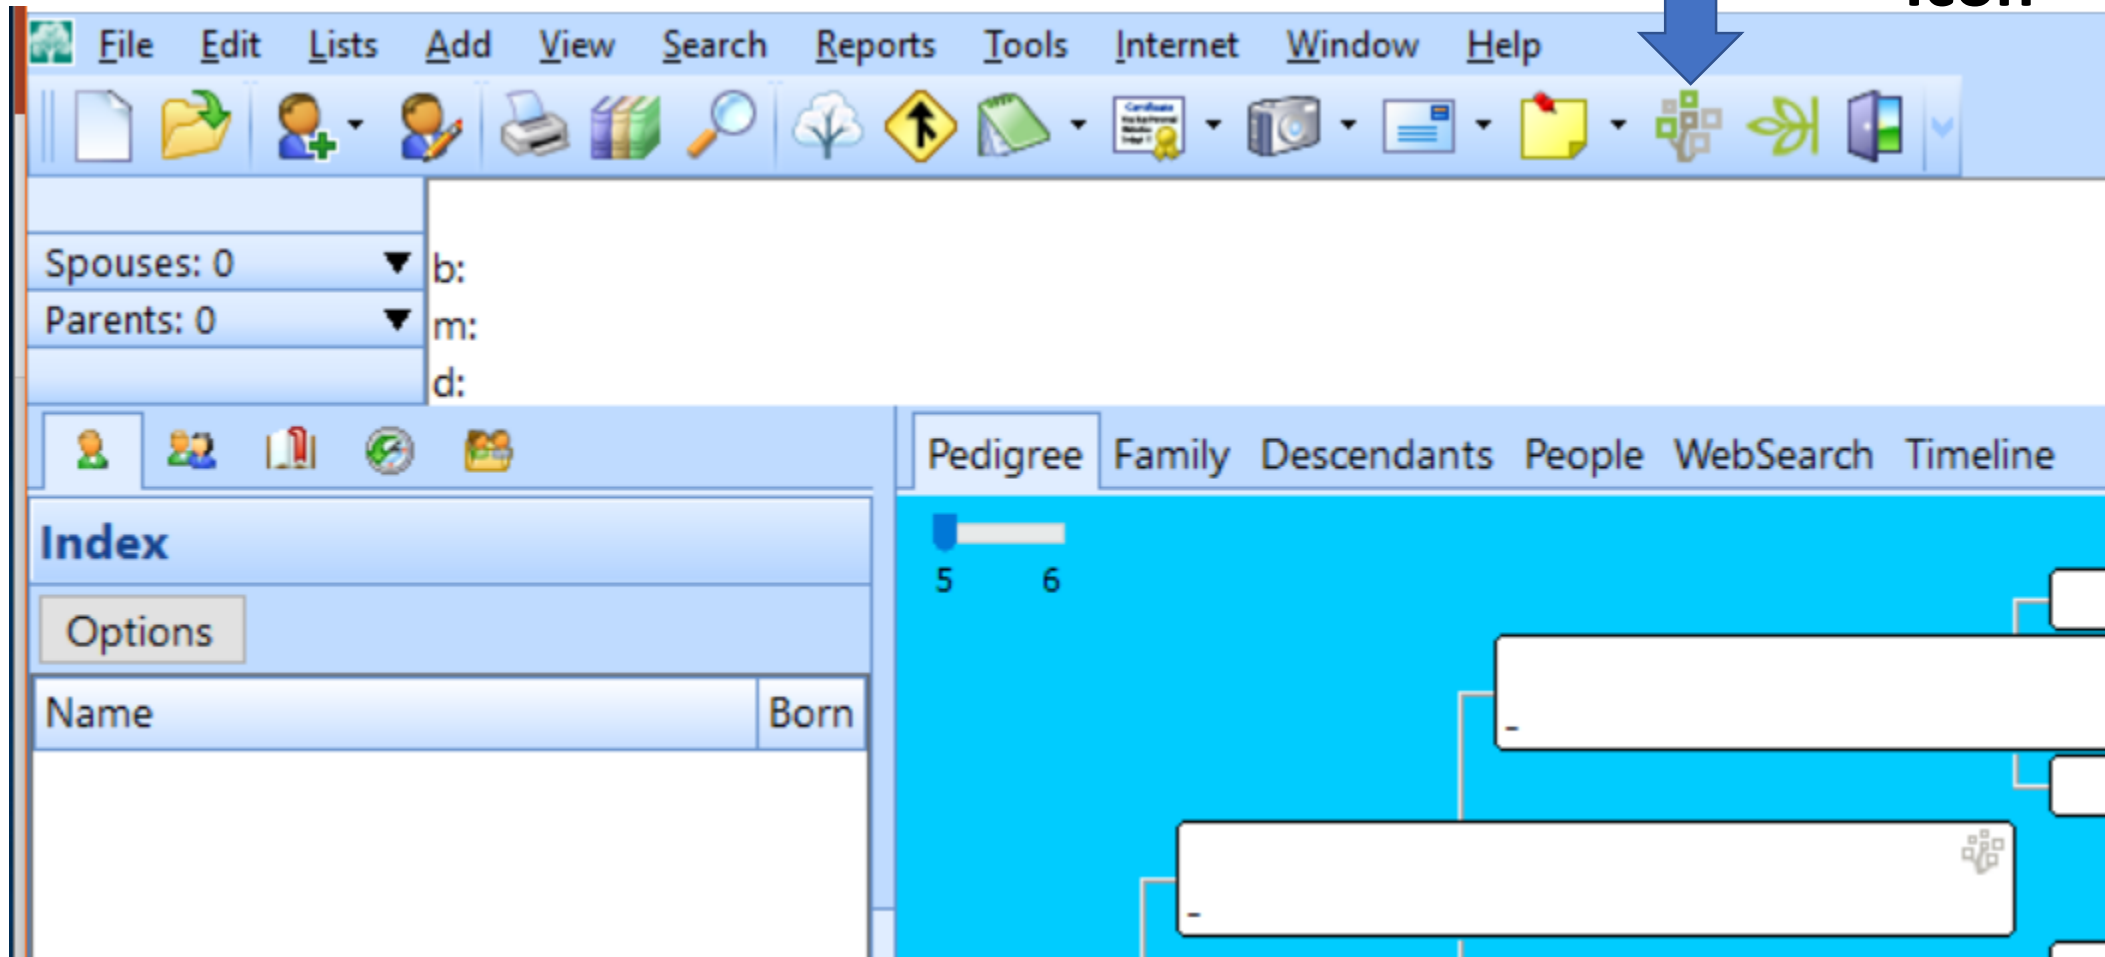 File Edit Lists Add View Search Reports Tools Internet Window Help
Spouses: 0
Parents: 0
b:
m:
d:
Pedigree Family Descendants People WebSearch Timeline
Index
5 6
Options
Name Born
-
-